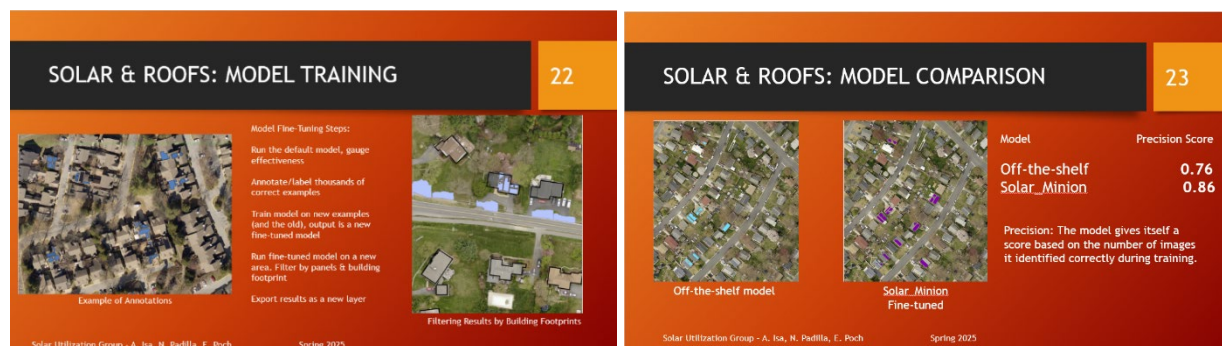 SOLAR & ROOFS: MODEL TRAINING
22
Model Fine-Tuning Steps:
Run the default model, gauge
effectiveness
Annotate/label thousands of
correct examples
Train model on new examples
(and the old), output is a new
fine-tuned model
Run fine-tuned model on a new
area. Filter by panels & building
footprint
Export results as a new layer
Example of Annotations
Filtering Results by Building Footprints
Solar Utilization Group - A. Isa, N. Padilla, E. Poch
Spring 2025
SOLAR & ROOFS: MODEL COMPARISON
23
Model Precision Score
Off-the-shelf 0.76
Solar_Minion 0.86
Precision: The model gives itself a
score based on the number of images
it identified correctly during training.
Off-the-shelf model
Solar_Minion
Fine-tuned
Solar Utilization Group - A. Isa, N. Padilla, E. Poch
Spring 2025